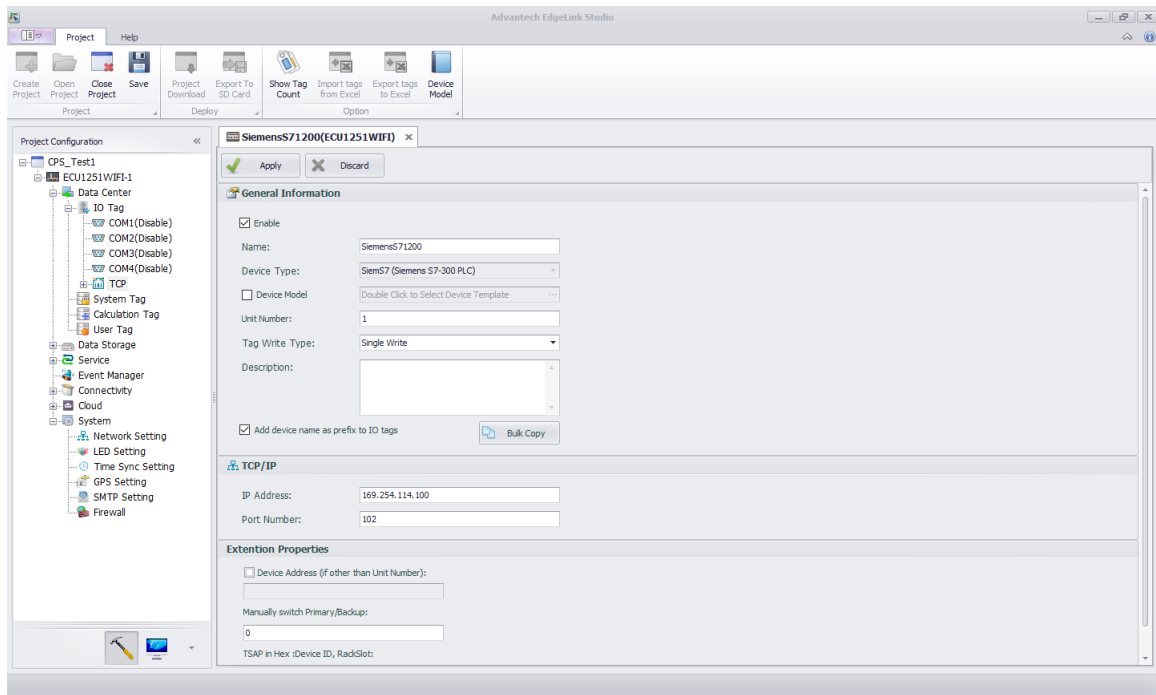 Advantech EdgeLink Studio
Project
Help
Create Project
Open Project
Close Project
Save
Project Download
Export To SD Card
Show Tag Count
Import tags from Excel
Export tags to Excel
Device Model
Project
Deploy
Option
Project Configuration
CPS_Test1
ECU1251WIFI-1
Data Center
IO Tag
COM1(Disable)
COM2(Disable)
COM3(Disable)
COM4(Disable)
TCP
System Tag
Calculation Tag
User Tag
Data Storage
Service
Event Manager
Connectivity
Cloud
System
Network Setting
LED Setting
Time Sync Setting
GPS Setting
SMTP Setting
Firewall
SiemensS71200(ECU1251WIFI)
Apply
Discard
General Information
Enable
Name: SiemensS71200
Device Type: SiemS7 (Siemens S7-300 PLC)
Device Model Double Click to Select Device Template ...
Unit Number: 1
Tag Write Type: Single Write
Description:
Add device name as prefix to IO tags
Bulk Copy
TCP/IP
IP Address: 169.254.114.100
Port Number: 102
Extention Properties
Device Address (if other than Unit Number):
Manually switch Primary/Backup:
0
TSAP in Hex :Device ID, RackSlot: